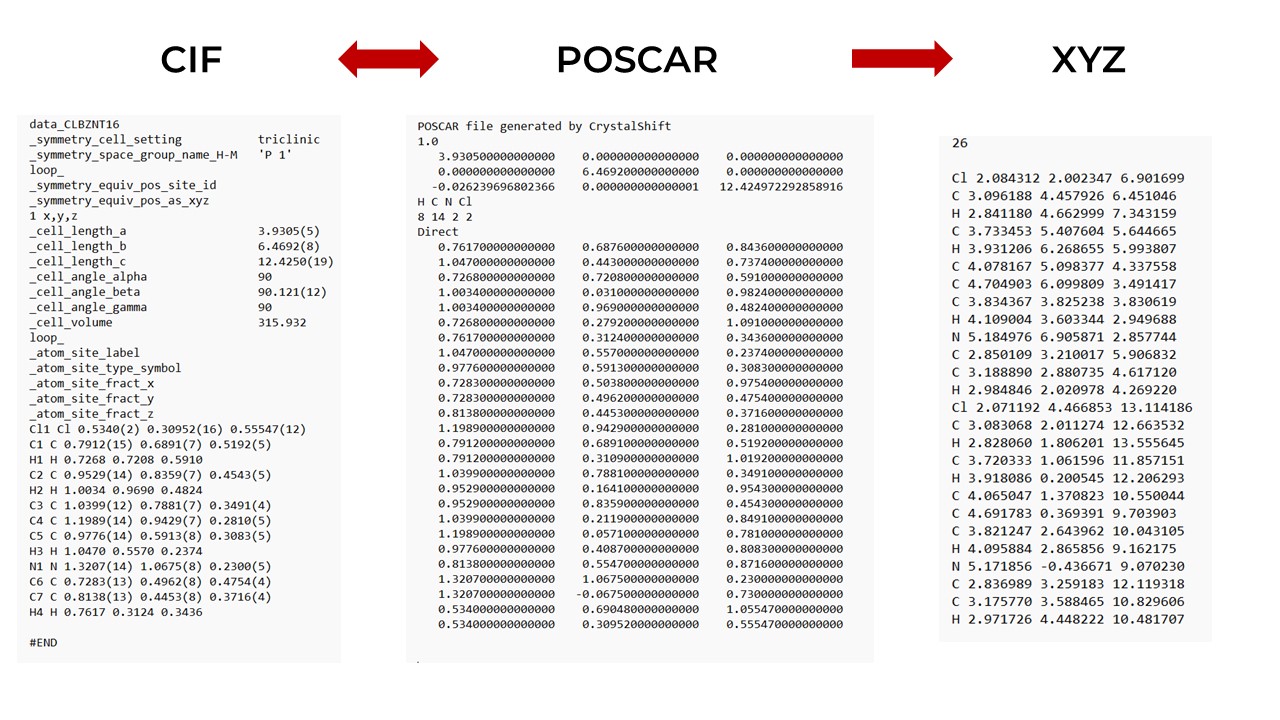 CIF
POSCAR
XYZ
data_CLBZNT16
_symmetry_cell_setting triclinic
_symmetry_space_group_name_H-M 'P 1'
loop_
_symmetry_equiv_pos_site_id
_symmetry_equiv_pos_as_xyz
1 x,y,z
_cell_length_a 3.9305(5)
_cell_length_b 6.4692(8)
_cell_length_c 12.4250(19)
_cell_angle_alpha 90
_cell_angle_beta 90.121(12)
_cell_angle_gamma 90
_cell_volume 315.932
loop_
_atom_site_label
_atom_site_type_symbol
_atom_site_fract_x
_atom_site_fract_y
_atom_site_fract_z
Cl1 Cl 0.5340(2) 0.30952(16) 0.55547(12)
C1 C 0.7912(15) 0.6891(7) 0.5192(5)
H1 H 0.7268 0.7208 0.5910
C2 C 0.9529(14) 0.8359(7) 0.4543(5)
H2 H 1.0034 0.9690 0.4824
C3 C 1.0399(12) 0.7881(7) 0.3491(4)
C4 C 1.1989(14) 0.9429(7) 0.2810(5)
C5 C 0.9776(14) 0.5913(8) 0.3083(5)
H3 H 1.0470 0.5570 0.2374
N1 N 1.3207(14) 1.0675(8) 0.2300(5)
C6 C 0.7283(13) 0.4962(8) 0.4754(4)
C7 C 0.8138(13) 0.4453(8) 0.3716(4)
H4 H 0.7617 0.3124 0.3436
#END
POSCAR file generated by CrystalShift
1.0
3.930500000000000 0.000000000000000 0.000000000000000
0.000000000000000 6.469200000000000 0.000000000000000
-0.026239696802366 0.000000000000001 12.424972292858916
H C N Cl
8 14 2 2
Direct
0.761700000000000 0.687600000000000 0.843600000000000
1.047000000000000 0.443000000000000 0.737400000000000
0.726800000000000 0.720800000000000 0.591000000000000
1.003400000000000 0.031000000000000 0.982400000000000
1.003400000000000 0.969000000000000 0.482400000000000
0.726800000000000 0.279200000000000 1.091000000000000
0.761700000000000 0.312400000000000 0.343600000000000
1.047000000000000 0.557000000000000 0.237400000000000
0.977600000000000 0.591300000000000 0.308300000000000
0.728300000000000 0.503800000000000 0.975400000000000
0.728300000000000 0.496200000000000 0.475400000000000
0.813800000000000 0.445300000000000 0.371600000000000
1.198900000000000 0.942900000000000 0.281000000000000
0.791200000000000 0.689100000000000 0.519200000000000
0.791200000000000 0.310900000000000 1.019200000000000
1.039900000000000 0.788100000000000 0.349100000000000
0.952900000000000 0.164100000000000 0.954300000000000
0.952900000000000 0.835900000000000 0.454300000000000
1.039900000000000 0.211900000000000 0.849100000000000
1.198900000000000 0.057100000000000 0.781000000000000
0.977600000000000 0.408700000000000 0.808300000000000
0.813800000000000 0.554700000000000 0.871600000000000
1.320700000000000 1.067500000000000 0.230000000000000
1.320700000000000 -0.067500000000000 0.730000000000000
0.534000000000000 0.690480000000000 1.055470000000000
0.534000000000000 0.309520000000000 0.555470000000000
26
Cl 2.084312 2.002347 6.901699
C 3.096188 4.457926 6.451046
H 2.841180 4.662999 7.343159
C 3.733453 5.407604 5.644665
H 3.931206 6.268655 5.993807
C 4.078167 5.098377 4.337558
C 4.704903 6.099809 3.491417
C 3.834367 3.825238 3.830619
H 4.109004 3.603344 2.949688
N 5.184976 6.905871 2.857744
C 2.850109 3.210017 5.906832
C 3.188890 2.880735 4.617120
H 2.984846 2.020978 4.269220
Cl 2.071192 4.466853 13.114186
C 3.083068 2.011274 12.663532
H 2.828060 1.806201 13.555645
C 3.720333 1.061596 11.857151
H 3.918086 0.200545 12.206293
C 4.065047 1.370823 10.550044
C 4.691783 0.369391 9.703903
C 3.821247 2.643962 10.043105
H 4.095884 2.865856 9.162175
N 5.171856 -0.436671 9.070230
C 2.836989 3.259183 12.119318
C 3.175770 3.588465 10.829606
H 2.971726 4.448222 10.481707